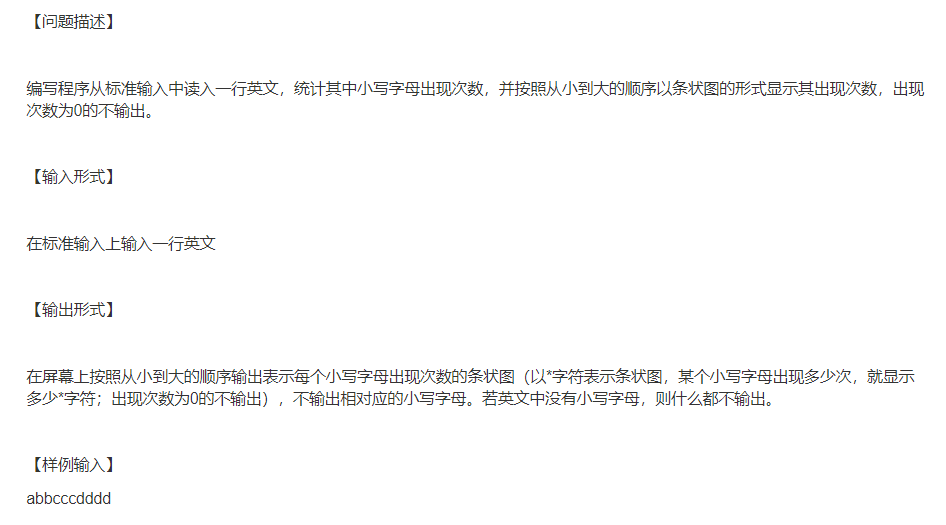 【问题描述】
编写程序从标准输入中读入一行英文，统计其中小写字母出现次数，并按照从小到大的顺序以条状图的形式显示其出现次数，出现
次数为0的不输出。
【输入形式】
在标准输入上输入一行英文
【输出形式】
在屏幕上按照从小到大的顺序输出表示每个小写字母出现次数的条状图（以*字符表示条状图，某个小写字母出现多少次，就显示
多少*字符；出现次数为0的不输出），不输出相对应的小写字母。若英文中没有小写字母，则什么都不输出。
【样例输入】
abbcccdddd